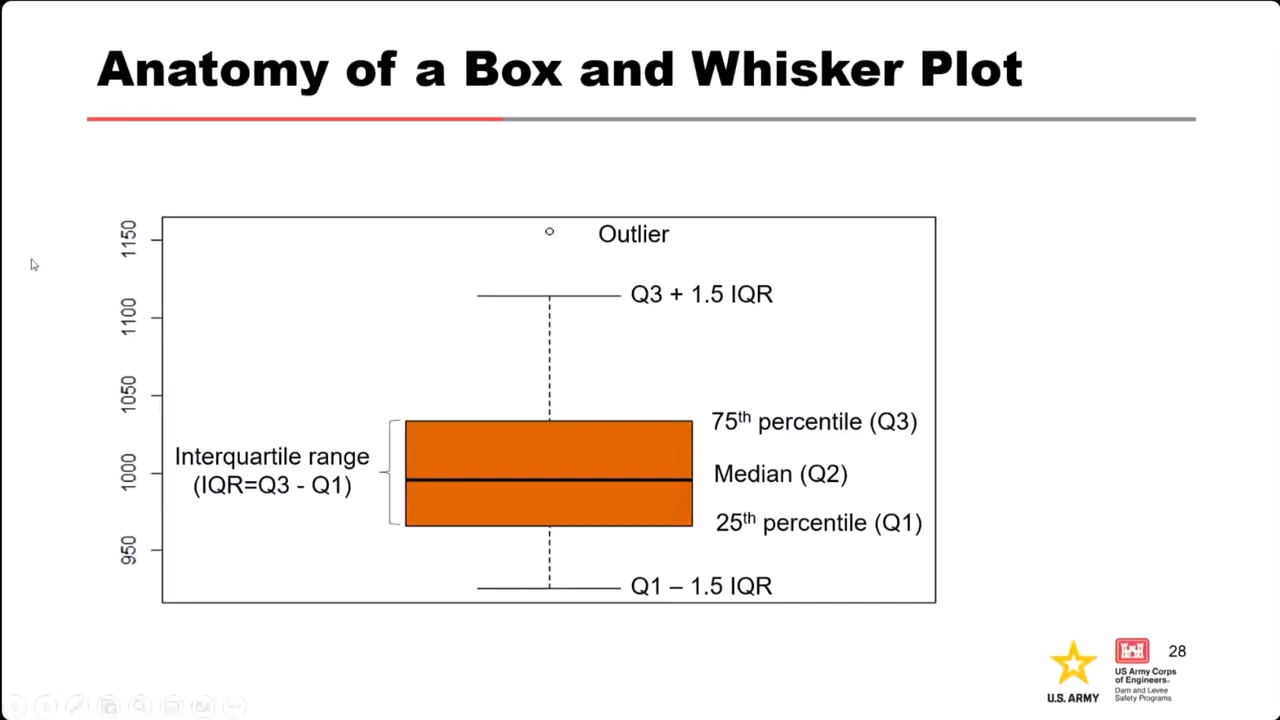 Anatomy of a Box and Whisker Plot
1150
1100
1050
1000
950
Outlier
Q3 + 1.5 IQR
75th percentile (Q3)
Interquartile range
(IQR=Q3 - Q1)
Median (Q2)
25th percentile (Q1)
Q1 – 1.5 IQR
U.S. ARMY
US Army Corps
of Engineers®
Dam and Levee
Safety Programs
28